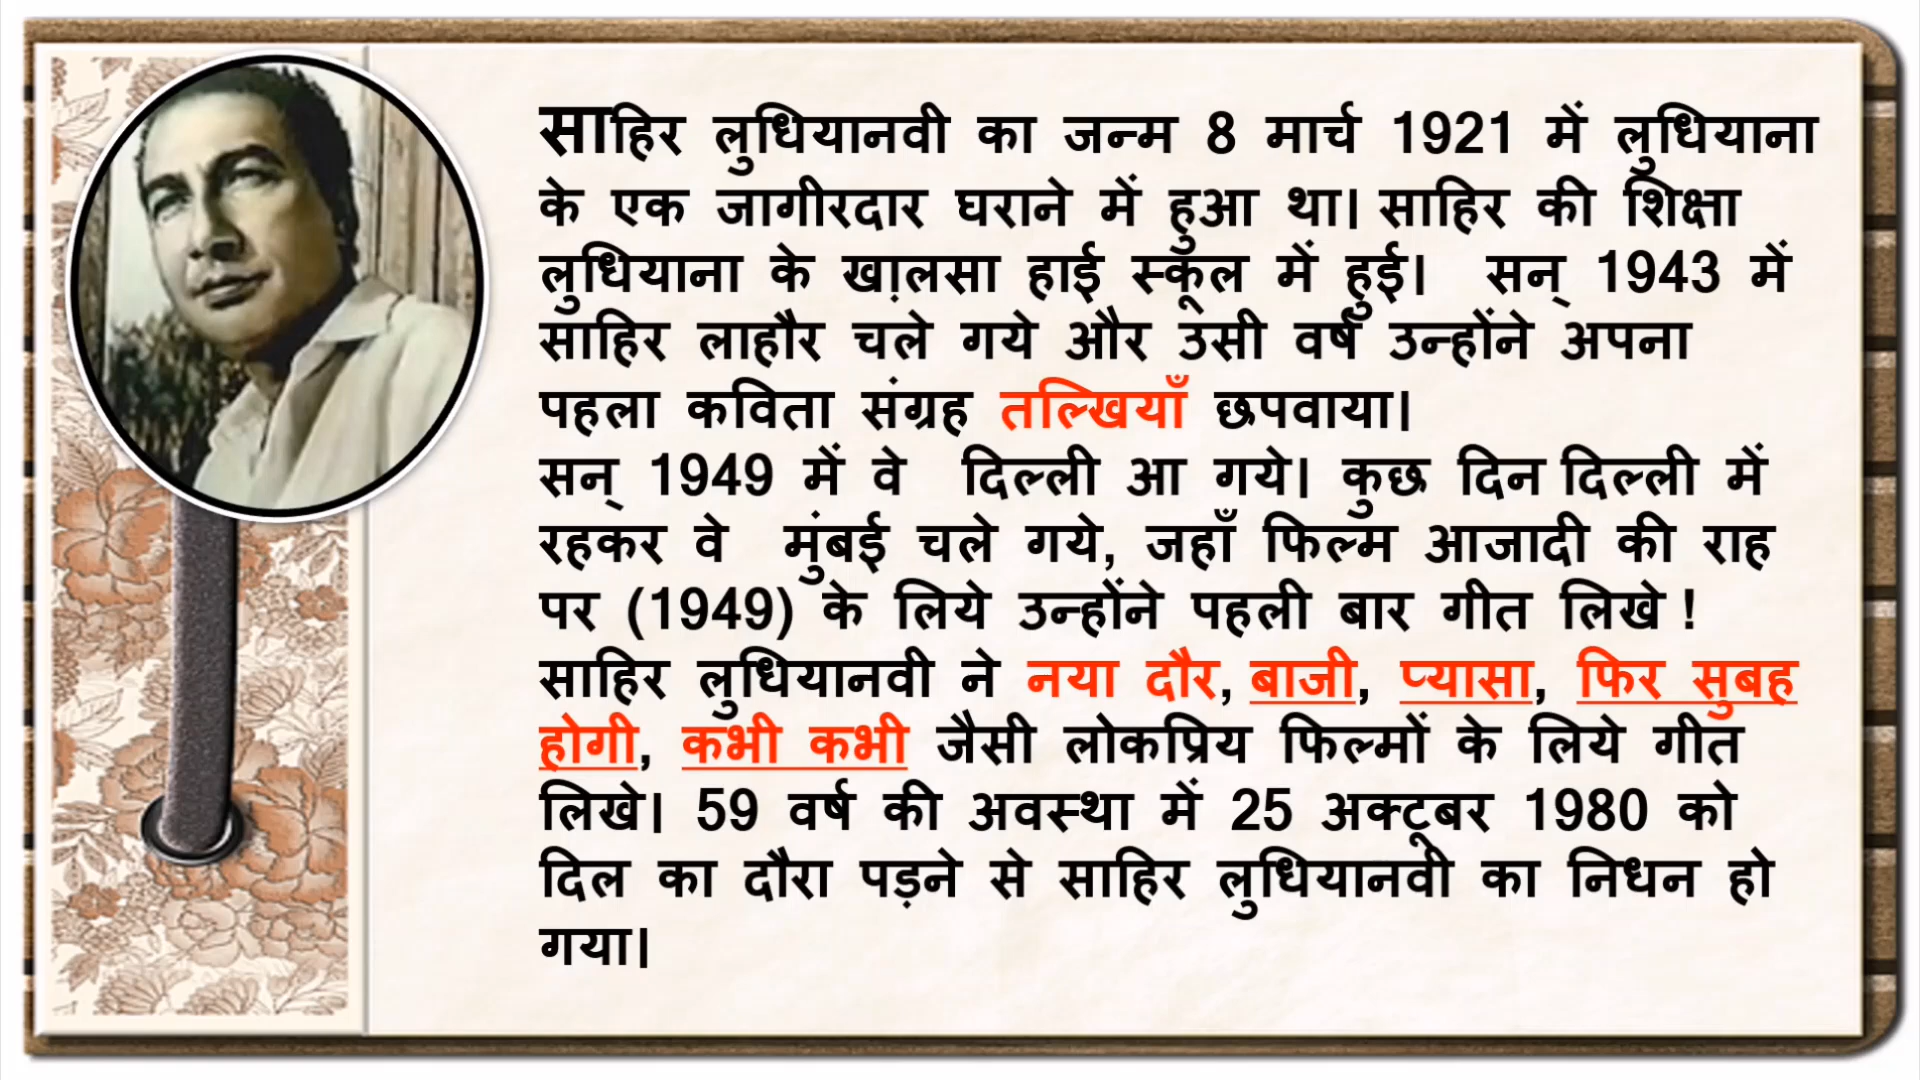 साहिर लुधियानवी का जन्म 8 मार्च 1921 में लुधियाना
के एक जागीरदार घराने में हुआ था। साहिर की शिक्षा
लुधियाना के खा़लसा हाई स्कूल में हुई। सन् 1943 में
साहिर लाहौर चले गये और उसी वर्ष उन्होंने अपना
पहला कविता संग्रह तल्खियाँ छपवाया।
सन् 1949 में वे दिल्ली आ गये। कुछ दिन दिल्ली में
रहकर वे मुंबई चले गये, जहाँ फिल्म आजादी की राह
पर (1949) के लिये उन्होंने पहली बार गीत लिखे !
साहिर लुधियानवी ने नया दौर, बाजी, प्यासा, फिर सुबह
होगी, कभी कभी जैसी लोकप्रिय फिल्मों के लिये गीत
लिखे। 59 वर्ष की अवस्था में 25 अक्टूबर 1980 को
दिल का दौरा पड़ने से साहिर लुधियानवी का निधन हो
गया।